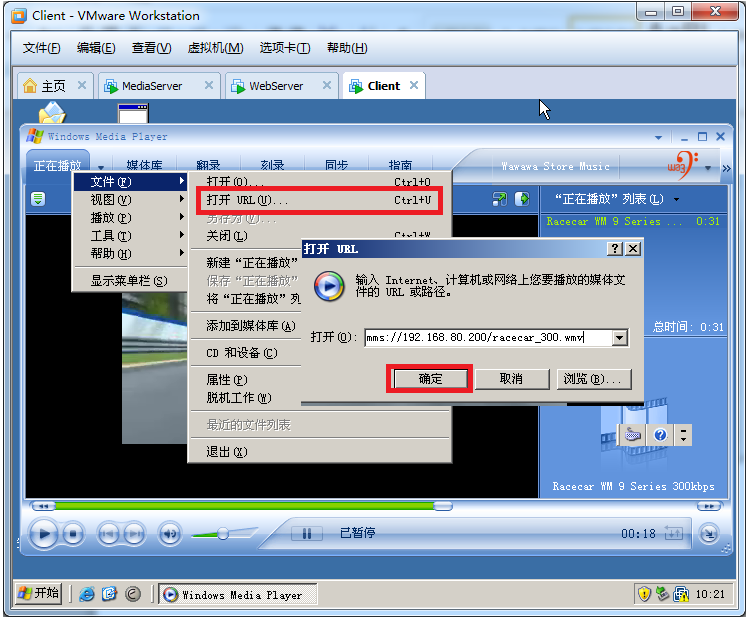 Client - VMware Workstation
文件(F) 编辑(E) 查看(V) 虚拟机(M) 选项卡(T) 帮助(H)
主页 MediaServer WebServer Client
Windows Media Player
正在播放 媒体库 翻录 刻录 同步 指南 Wawawa Store Music wa3
文件(F)
视图(V)
播放(P)
工具(T)
帮助(H)
显示菜单栏(S)
打开(O)... Ctrl+O
打开 URL(U)... Ctrl+U
另存为(V)...
关闭(L) Ctrl+W
新建“正在播放”
保存“正在播放”
将“正在播放”列
添加到媒体库(A)
CD 和设备(C)
属性(P)
脱机工作(W)
最近的文件列表
退出(X)
“正在播放”列表(L)
Racecar WM 9 Series ... 0:31
打开 URL
输入 Internet、计算机或网络上您要播放的媒体文
件的 URL 或路径。
打开(O): mms://192.168.80.200/racecar_300.wmv
确定 取消 浏览(B)...
总时间: 0:31
Racecar WM 9 Series 300kbps
已暂停 00:18
开始 Windows Media Player 10:21